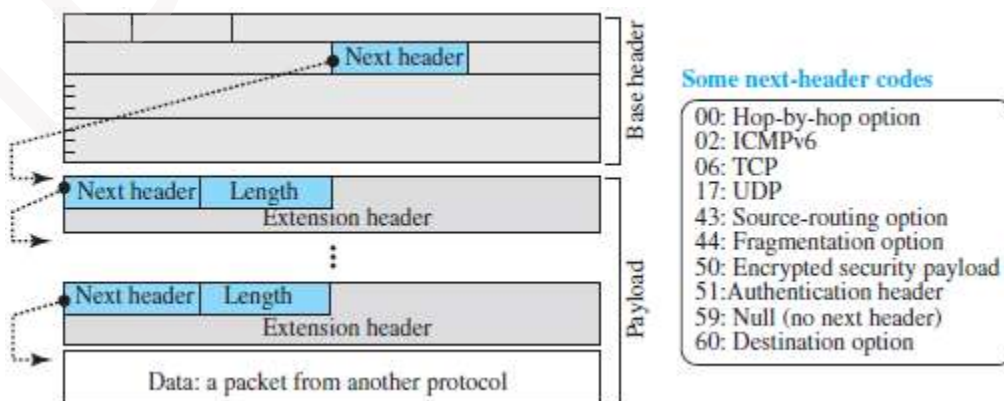 Next header
Base header
Next header Length
Extension header
Next header Length
Extension header
Data: a packet from another protocol
Payload
Some next-header codes
00: Hop-by-hop option
02: ICMPv6
06: TCP
17: UDP
43: Source-routing option
44: Fragmentation option
50: Encrypted security payload
51:Authentication header
59: Null (no next header)
60: Destination option